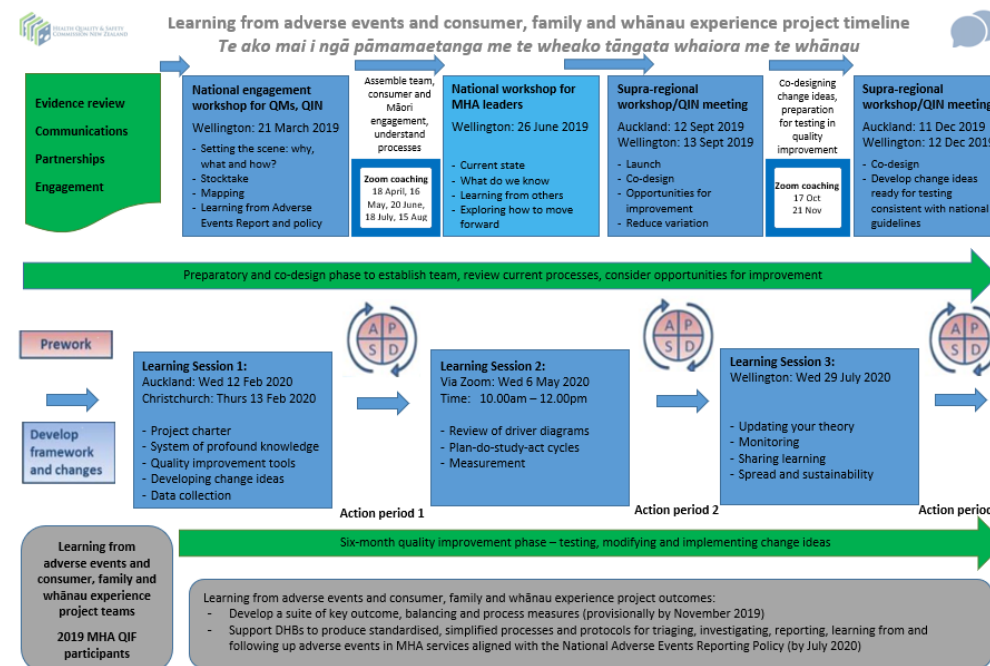 HEALTH QUALITY & SAFETY
COMMISSION NEW ZEALAND
Learning from adverse events and consumer, family and whānau experience project timeline
Te ako mai i ngā pāmamaetanga me te wheako tāngata whaiora me te whānau
Evidence review
Communications
Partnerships
Engagement
National engagement
workshop for QMs, QIN
Wellington: 21 March 2019
- Setting the scene: why,
what and how?
- Stocktake
- Mapping
- Learning from Adverse
Events Report and policy
Assemble team,
consumer and
Māori
engagement,
understand
processes
Zoom coaching
18 April, 16
May, 20 June,
18 July, 15 Aug
National workshop for
MHA leaders
Wellington: 26 June 2019
- Current state
- What do we know
- Learning from others
- Exploring how to move
forward
Supra-regional
workshop/QIN meeting
Auckland: 12 Sept 2019
Wellington: 13 Sept 2019
- Launch
- Co-design
- Opportunities for
improvement
- Reduce variation
Co-designing
change ideas,
preparation
for testing in
quality
improvement
Zoom coaching
17 Oct
21 Nov
Supra-regional
workshop/QIN meeting
Auckland: 11 Dec 2019
Wellington: 12 Dec 2019
- Co-design
- Develop change ideas
ready for testing
consistent with national
guidelines
Preparatory and co-design phase to establish team, review current processes, consider opportunities for improvement
Prework
Develop
framework
and changes
Learning Session 1:
Auckland: Wed 12 Feb 2020
Christchurch: Thurs 13 Feb 2020
- Project charter
- System of profound knowledge
- Quality improvement tools
- Developing change ideas
- Data collection
A P
S D
Action period 1
Learning Session 2:
Via Zoom: Wed 6 May 2020
Time: 10.00am – 12.00pm
- Review of driver diagrams
- Plan-do-study-act cycles
- Measurement
A P
S D
Action period 2
Learning Session 3:
Wellington: Wed 29 July 2020
- Updating your theory
- Monitoring
- Sharing learning
- Spread and sustainability
A P
S D
Action period
Six-month quality improvement phase – testing, modifying and implementing change ideas
Learning from
adverse events and
consumer, family and
whānau experience
project teams
2019 MHA QIF
participants
Learning from adverse events and consumer, family and whānau experience project outcomes:
- Develop a suite of key outcome, balancing and process measures (provisionally by November 2019)
- Support DHBs to produce standardised, simplified processes and protocols for triaging, investigating, reporting, learning from and
following up adverse events in MHA services aligned with the National Adverse Events Reporting Policy (by July 2020)